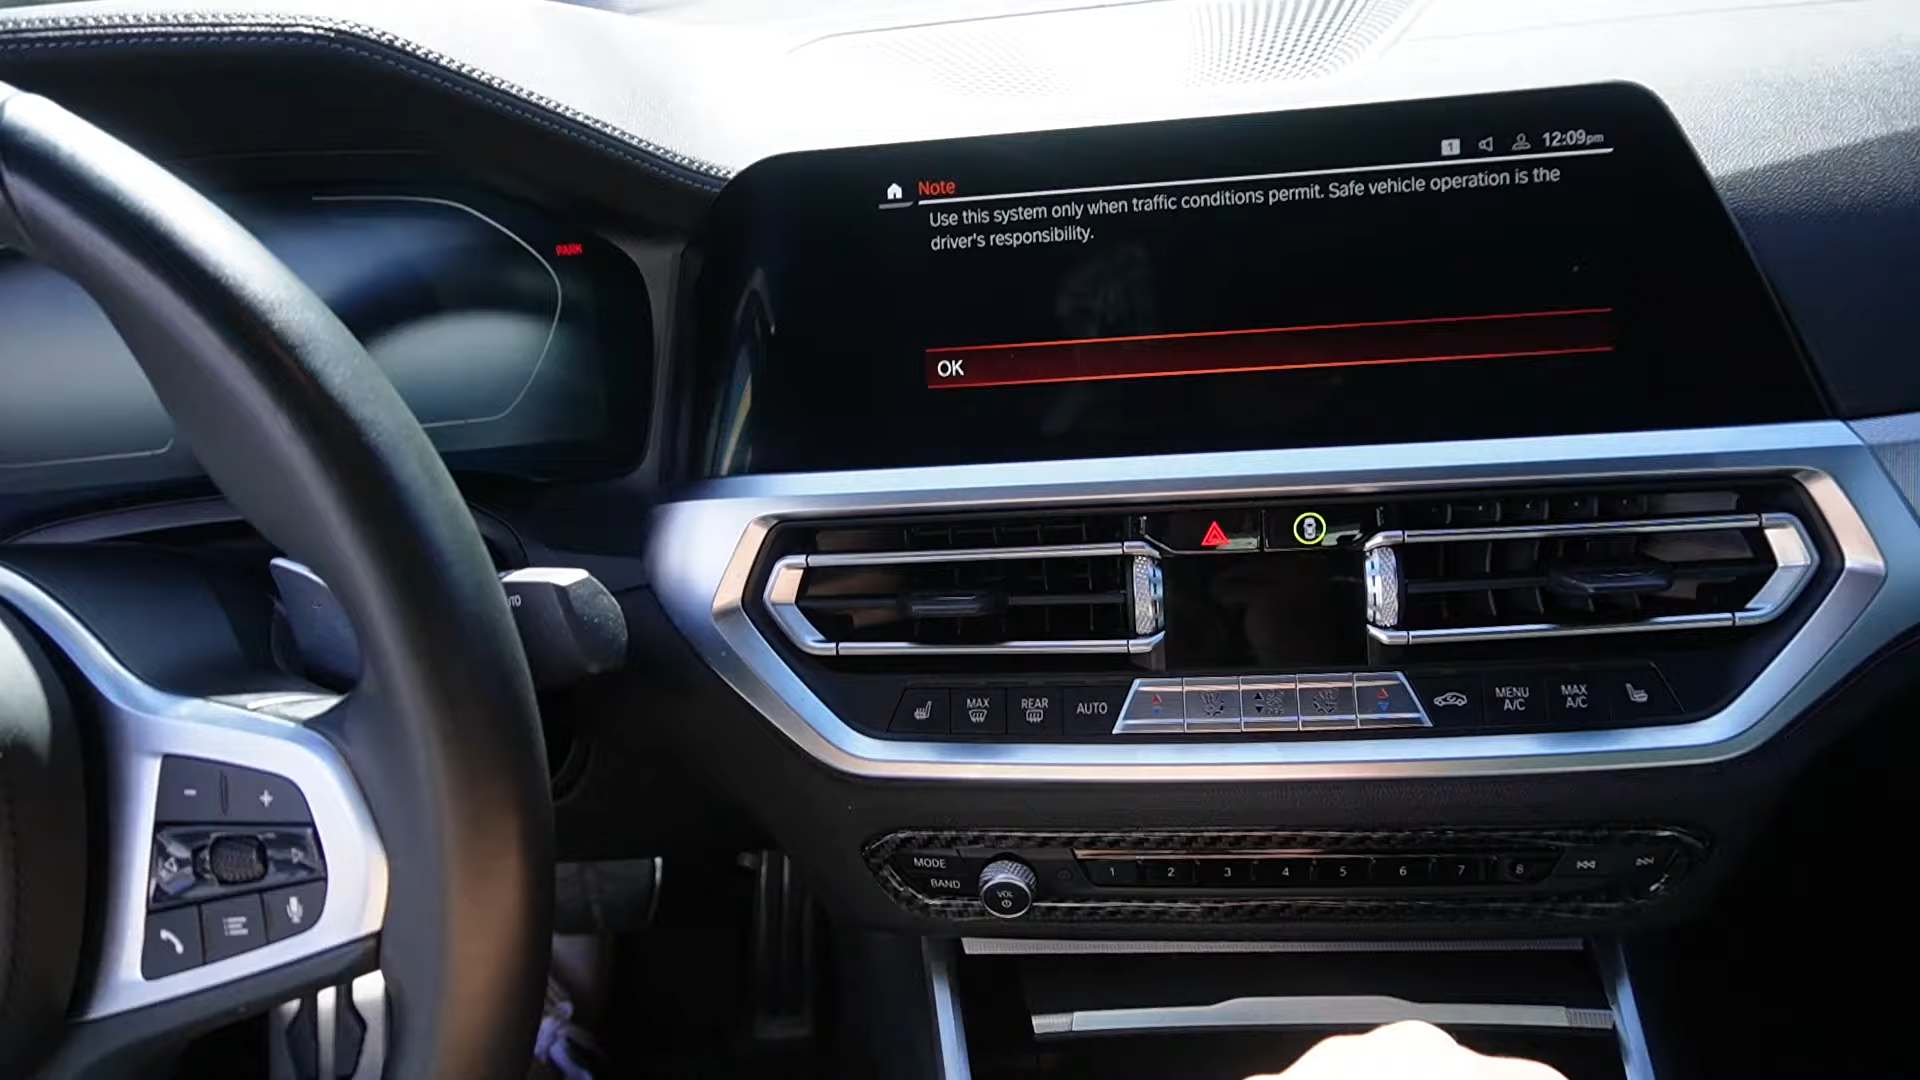 1
12:09pm
Note
Use this system only when traffic conditions permit. Safe vehicle operation is the
driver's responsibility.
OK
PARK
MAX
REAR
AUTO
MENU
A/C
MAX
A/C
- +
MODE
BAND
VOL
1 2 3 4 5 6 7 8